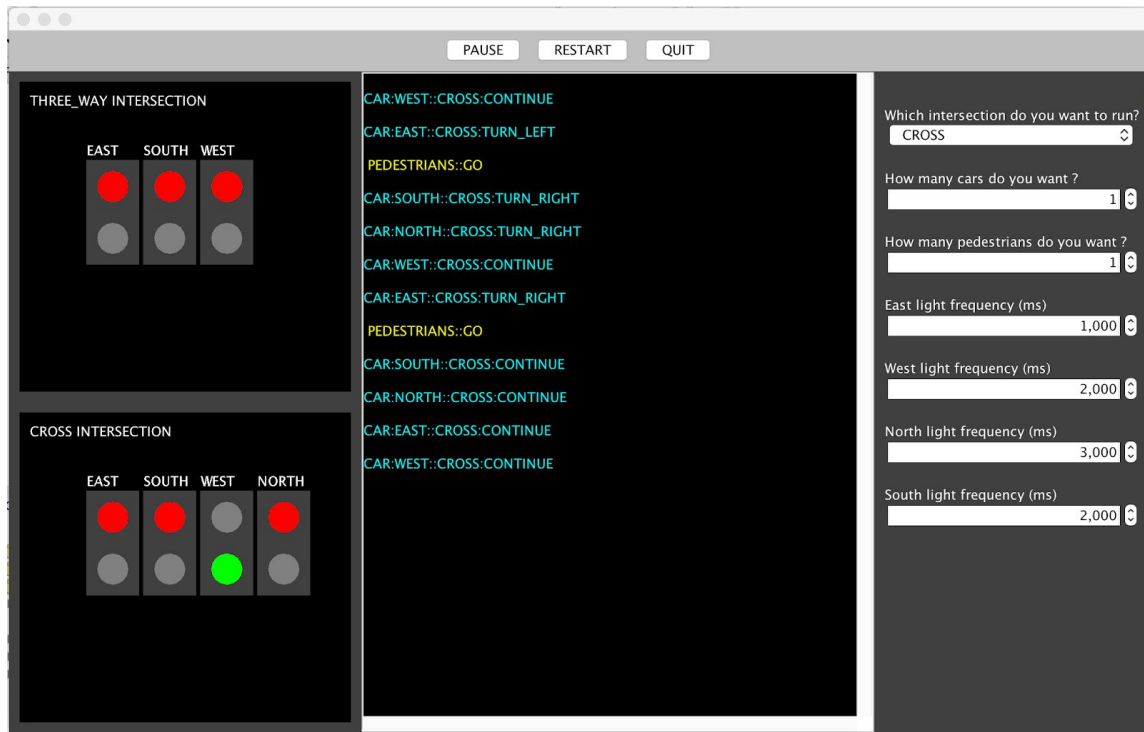 PAUSE RESTART QUIT
THREE_WAY INTERSECTION
EAST SOUTH WEST
CROSS INTERSECTION
EAST SOUTH WEST NORTH
CAR:WEST::CROSS:CONTINUE
CAR:EAST::CROSS:TURN_LEFT
PEDESTRIANS::GO
CAR:SOUTH::CROSS:TURN_RIGHT
CAR:NORTH::CROSS:TURN_RIGHT
CAR:WEST::CROSS:CONTINUE
CAR:EAST::CROSS:TURN_RIGHT
PEDESTRIANS::GO
CAR:SOUTH::CROSS:CONTINUE
CAR:NORTH::CROSS:CONTINUE
CAR:EAST::CROSS:CONTINUE
CAR:WEST::CROSS:CONTINUE
Which intersection do you want to run?
CROSS
How many cars do you want ?
1
How many pedestrians do you want ?
1
East light frequency (ms)
1,000
West light frequency (ms)
2,000
North light frequency (ms)
3,000
South light frequency (ms)
2,000